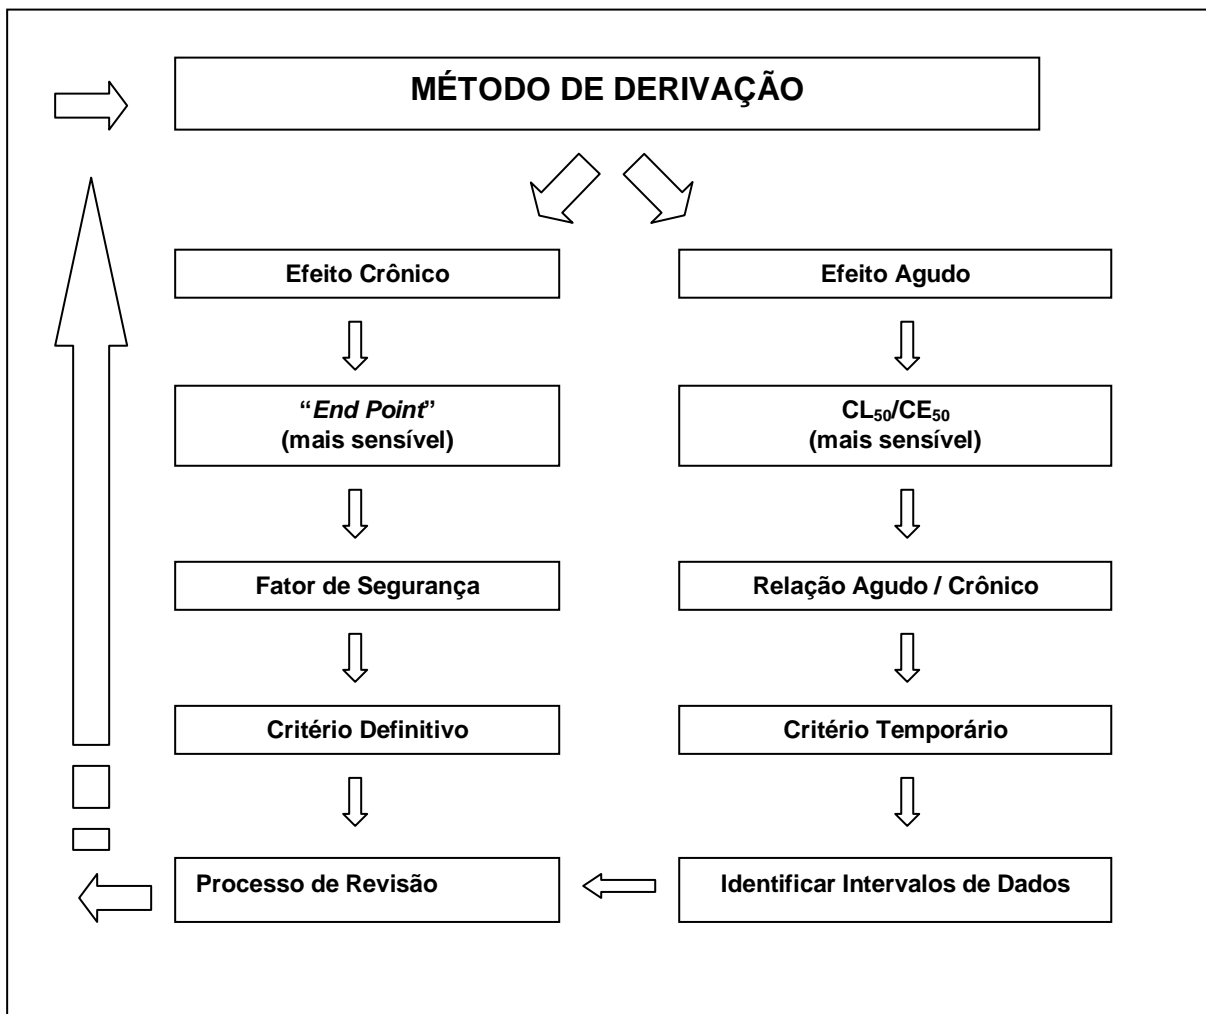 MÉTODO DE DERIVAÇÃO
Efeito Crônico
Efeito Agudo
“End Point”
(mais sensível)
CL50/CE50
(mais sensível)
Fator de Segurança
Relação Agudo / Crônico
Critério Definitivo
Critério Temporário
Processo de Revisão
Identificar Intervalos de Dados